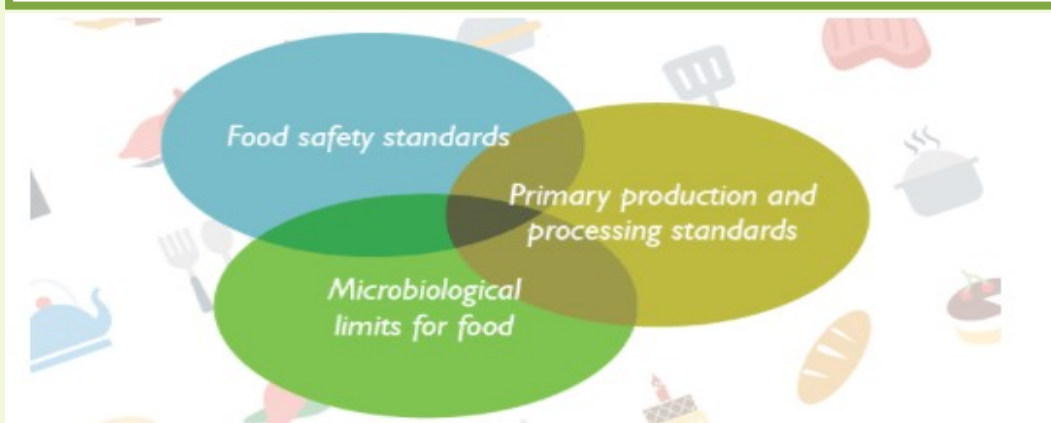 Food safety standards
Primary production and
processing standards
Microbiological
limits for food